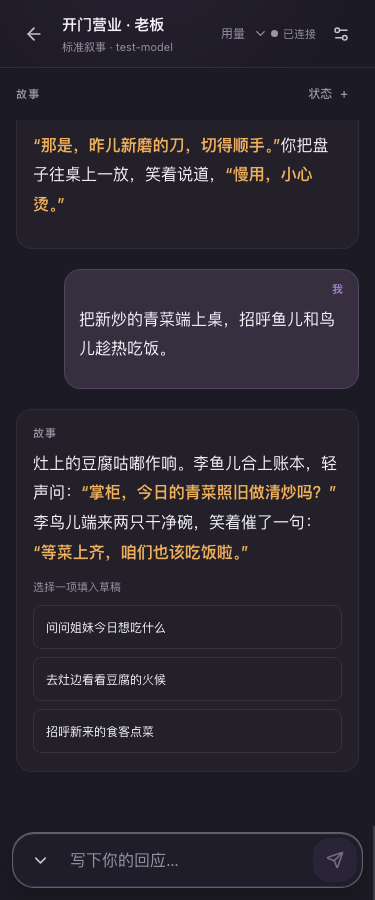 开门营业 · 老板
标准叙事 · test-model
用量
已连接
故事
状态 +
“那是，昨儿新磨的刀，切得顺手。”你把盘
子往桌上一放，笑着说道，“慢用，小心
烫。”
我
把新炒的青菜端上桌，招呼鱼儿和鸟
儿趁热吃饭。
故事
灶上的豆腐咕嘟作响。李鱼儿合上账本，轻
声问：“掌柜，今日的青菜照旧做清炒吗？”
李鸟儿端来两只干净碗，笑着催了一句：
“等菜上齐，咱们也该吃饭啦。”
选择一项填入草稿
问问姐妹今日想吃什么
去灶边看看豆腐的火候
招呼新来的食客点菜
写下你的回应...